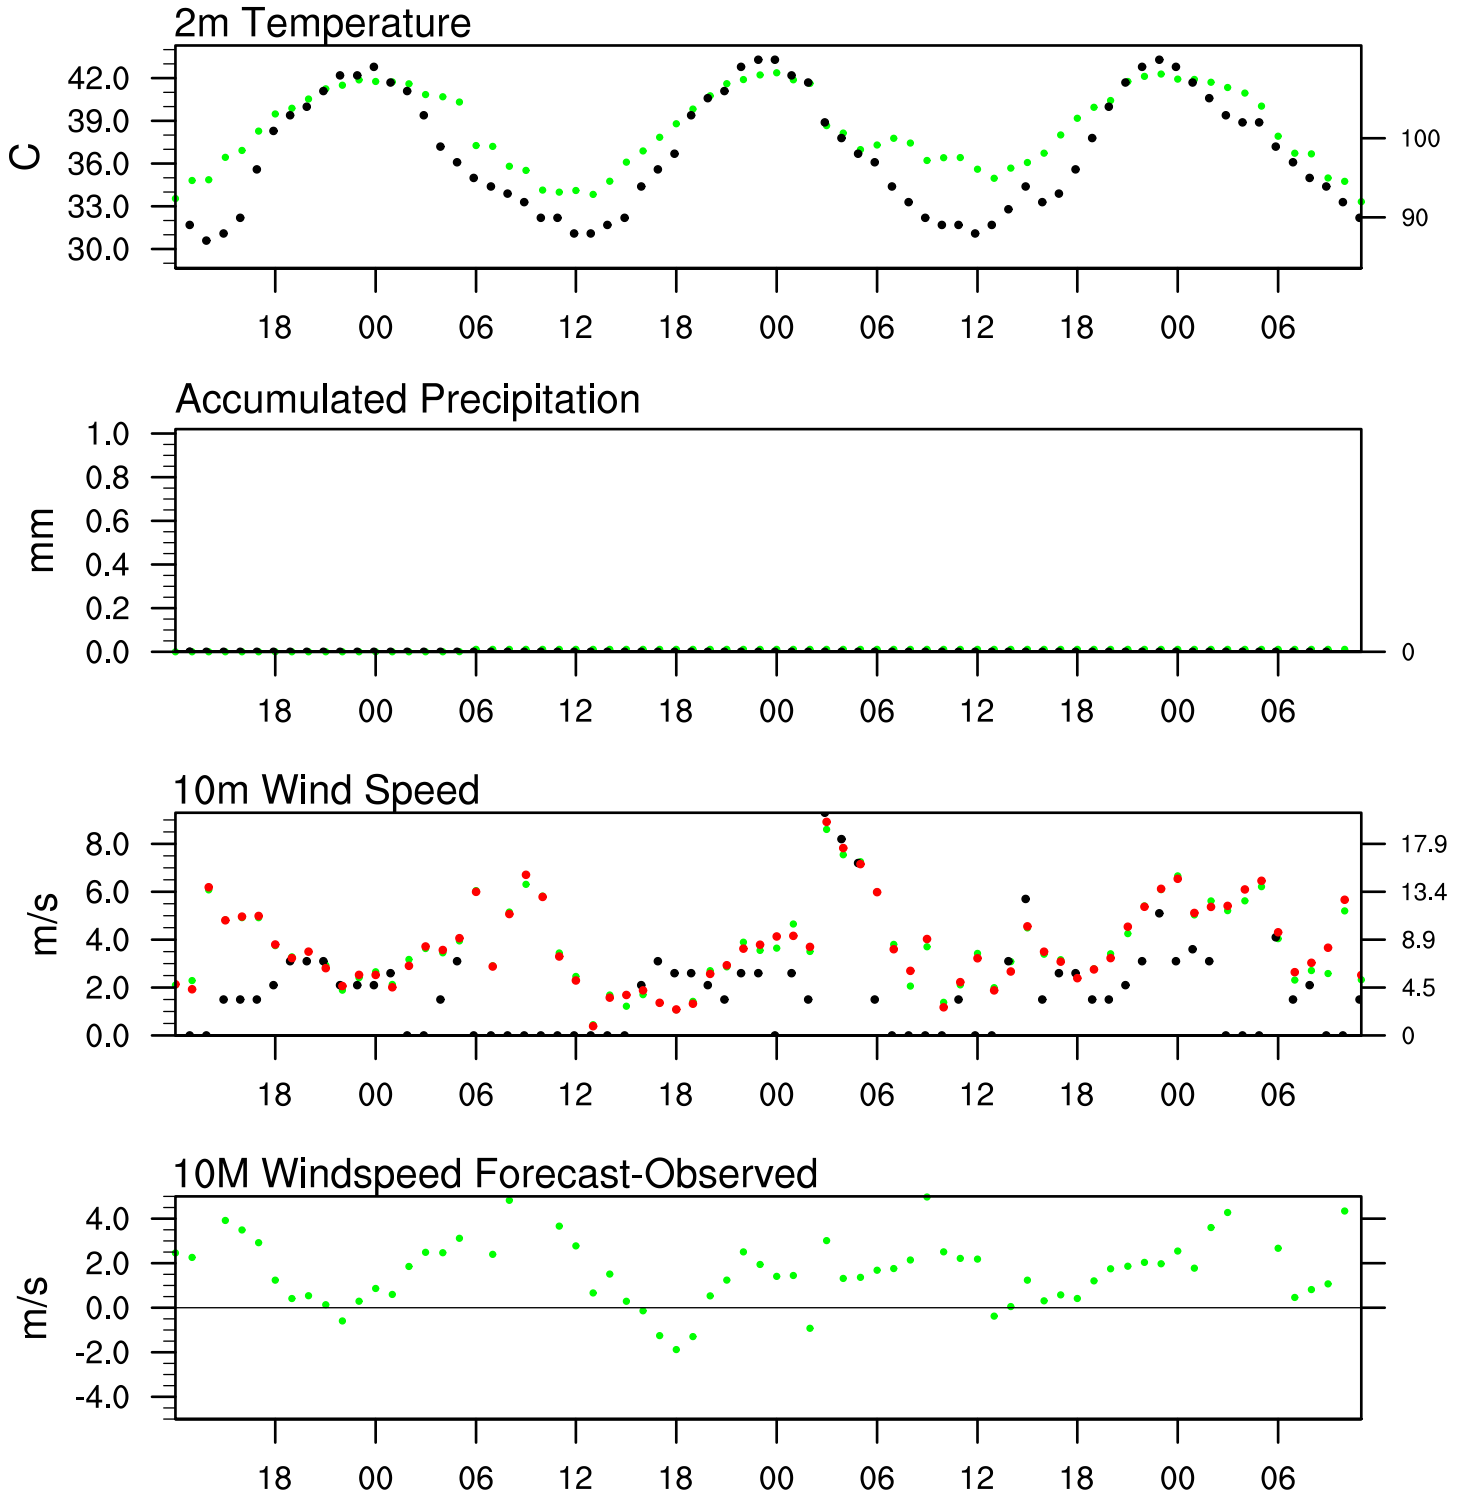 2m Temperature
42.0
39.0
36.0
33.0
30.0
C
100
90
18 00 06 12 18 00 06 12 18 00 06
Accumulated Precipitation
1.0
0.8
0.6
0.4
0.2
0.0
mm
0
18 00 06 12 18 00 06 12 18 00 06
10m Wind Speed
8.0
6.0
4.0
2.0
0.0
m/s
17.9
13.4
8.9
4.5
0
18 00 06 12 18 00 06 12 18 00 06
10M Windspeed Forecast-Observed
4.0
2.0
0.0
-2.0
-4.0
m/s
18 00 06 12 18 00 06 12 18 00 06